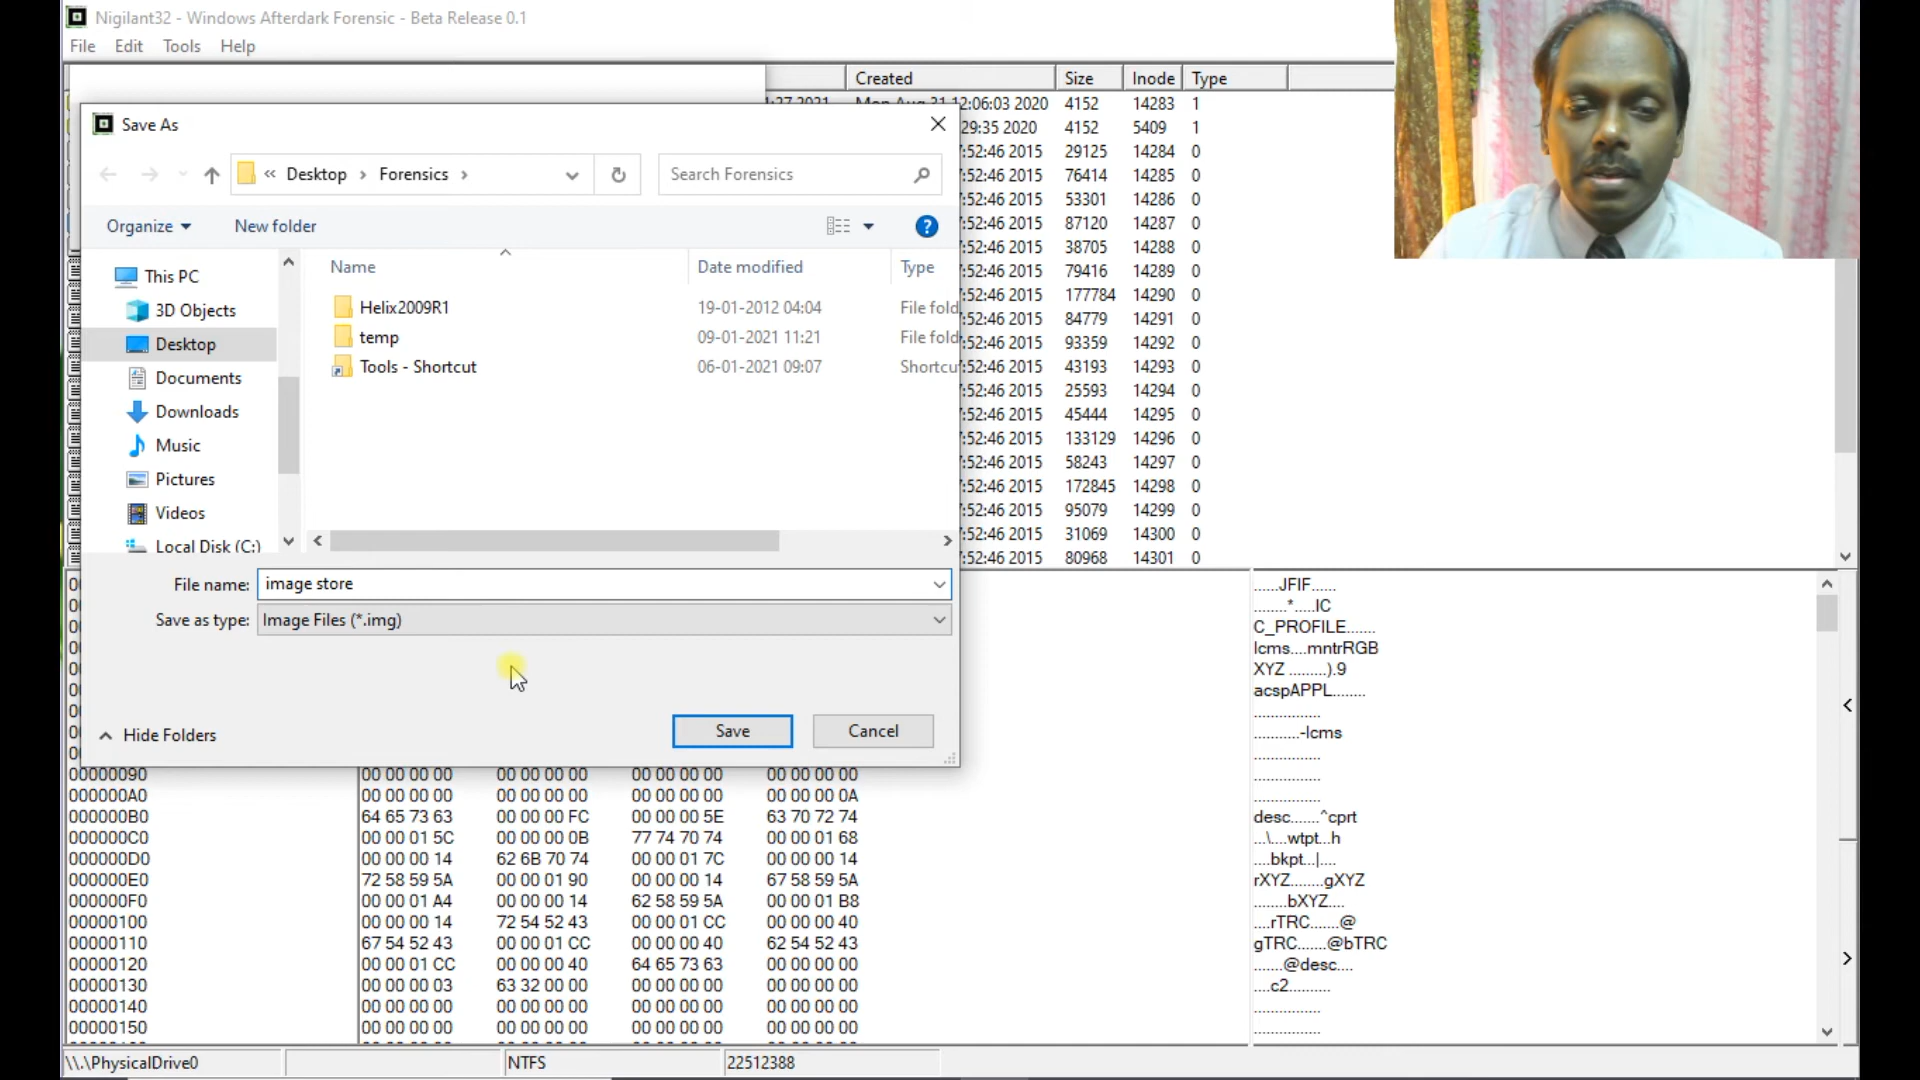 Nigilant32 - Windows Afterdark Forensic - Beta Release 0.1
File Edit Tools Help
Created Size Inode Type
Mon Aug 31 12:06:03 2020 4152 14283 1
29:35 2020 4152 5409 1
:52:46 2015 29125 14284 0
:52:46 2015 76414 14285 0
:52:46 2015 53301 14286 0
:52:46 2015 87120 14287 0
:52:46 2015 38705 14288 0
:52:46 2015 79416 14289 0
:52:46 2015 177784 14290 0
:52:46 2015 84779 14291 0
:52:46 2015 93359 14292 0
:52:46 2015 43193 14293 0
:52:46 2015 25593 14294 0
:52:46 2015 45444 14295 0
:52:46 2015 133129 14296 0
:52:46 2015 58243 14297 0
:52:46 2015 172845 14298 0
:52:46 2015 95079 14299 0
:52:46 2015 31069 14300 0
:52:46 2015 80968 14301 0
Save As
« Desktop › Forensics ›
Search Forensics
Organize New folder
This PC
3D Objects
Desktop
Documents
Downloads
Music
Pictures
Videos
Local Disk (C:)
Name Date modified Type
Helix2009R1 19-01-2012 04:04 File fold
temp 09-01-2021 11:21 File fold
Tools - Shortcut 06-01-2021 09:07 Shortcu
File name: image store
Save as type: Image Files (*.img)
Hide Folders
Save Cancel
00000090 00 00 00 00 00 00 00 00 00 00 00 00 00 00 00 00
000000A0 00 00 00 00 00 00 00 00 00 00 00 00 00 00 00 0A
000000B0 64 65 73 63 00 00 00 FC 00 00 00 5E 63 70 72 74
000000C0 00 00 01 5C 00 00 00 0B 77 74 70 74 00 00 01 68
000000D0 00 00 00 14 62 6B 70 74 00 00 01 7C 00 00 00 14
000000E0 72 58 59 5A 00 00 01 90 00 00 00 14 67 58 59 5A
000000F0 00 00 01 A4 00 00 00 14 62 58 59 5A 00 00 01 B8
00000100 00 00 00 14 72 54 52 43 00 00 01 CC 00 00 00 40
00000110 67 54 52 43 00 00 01 CC 00 00 00 40 62 54 52 43
00000120 00 00 01 CC 00 00 00 40 64 65 73 63 00 00 00 00
00000130 00 00 00 03 63 32 00 00 00 00 00 00 00 00 00 00
00000140 00 00 00 00 00 00 00 00 00 00 00 00 00 00 00 00
00000150 00 00 00 00 00 00 00 00 00 00 00 00 00 00 00 00
......JFIF......
........*.....IC
C_PROFILE.......
lcms....mntrRGB
XYZ .........).9
acspAPPL........
................
...........-lcms
................
................
................
desc.......^cprt
...\....wtpt...h
....bkpt...|....
rXYZ........gXYZ
........bXYZ....
....rTRC.......@
gTRC.......@bTRC
.......@desc....
....c2..........
................
................
\\.\PhysicalDrive0 NTFS 22512388